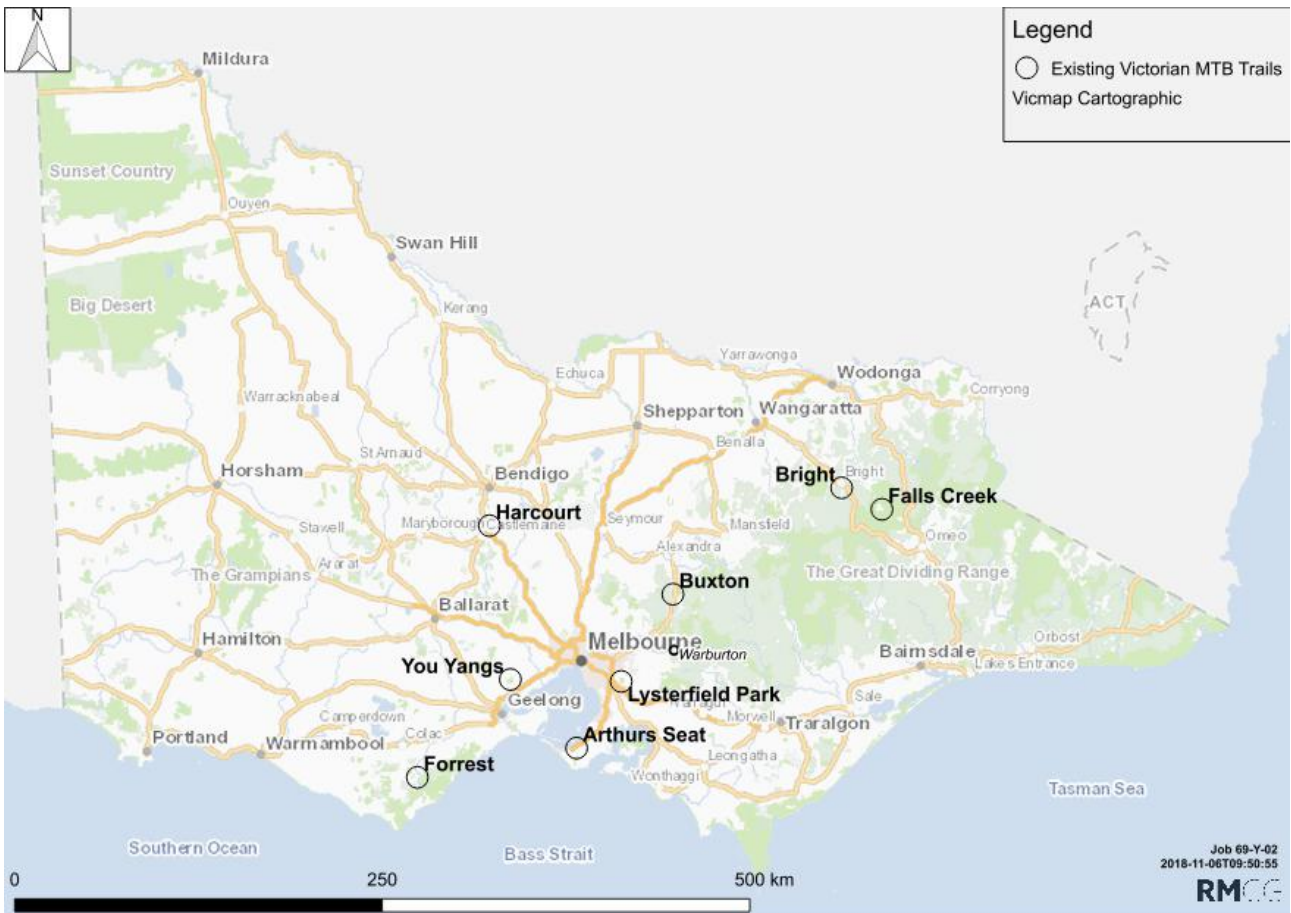 N
Legend
Existing Victorian MTB Trails
Vicmap Cartographic
Mildura
Sunset Country
Ouyen
Swan Hill
Big Desert
Kerang
ACT
Echuca
Yarrawonga
Wodonga
Corryong
Warracknabeal
Shepparton
Wangaratta
Benalla
St Arnaud
Horsham
Bendigo
Bright
Bright
Falls Creek
Harcourt
Maryborough
Castlemaine
Seymour
Stawell
Mansfield
Omeo
Alexandra
Ararat
The Grampians
The Great Dividing Range
Buxton
Ballarat
Hamilton
Melbourne
Warburton
Orbost
Bairnsdale
Lakes Entrance
You Yangs
Lysterfield Park
Geelong
Sale
Camperdown
Morwell
Traralgon
Portland
Warrnambool
Colac
Arthurs Seat
Leongatha
Forrest
Wonthaggi
Tasman Sea
Southern Ocean
Bass Strait
Job 69-Y-02
2018-11-06T09:50:55
0
250
500 km
RMCG